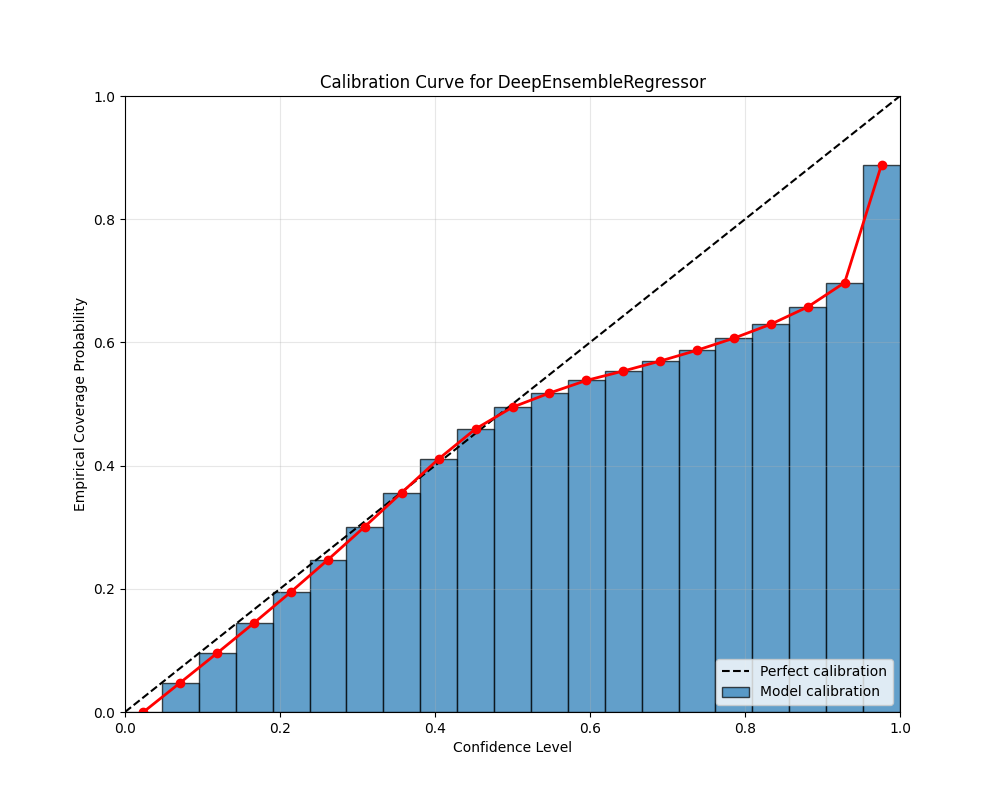 Calibration Curve for DeepEnsembleRegressor
1.0
0.8
0.6
0.4
0.2
0.0
Empirical Coverage Probability
0.0 0.2 0.4 0.6 0.8 1.0
Confidence Level
Perfect calibration
Model calibration